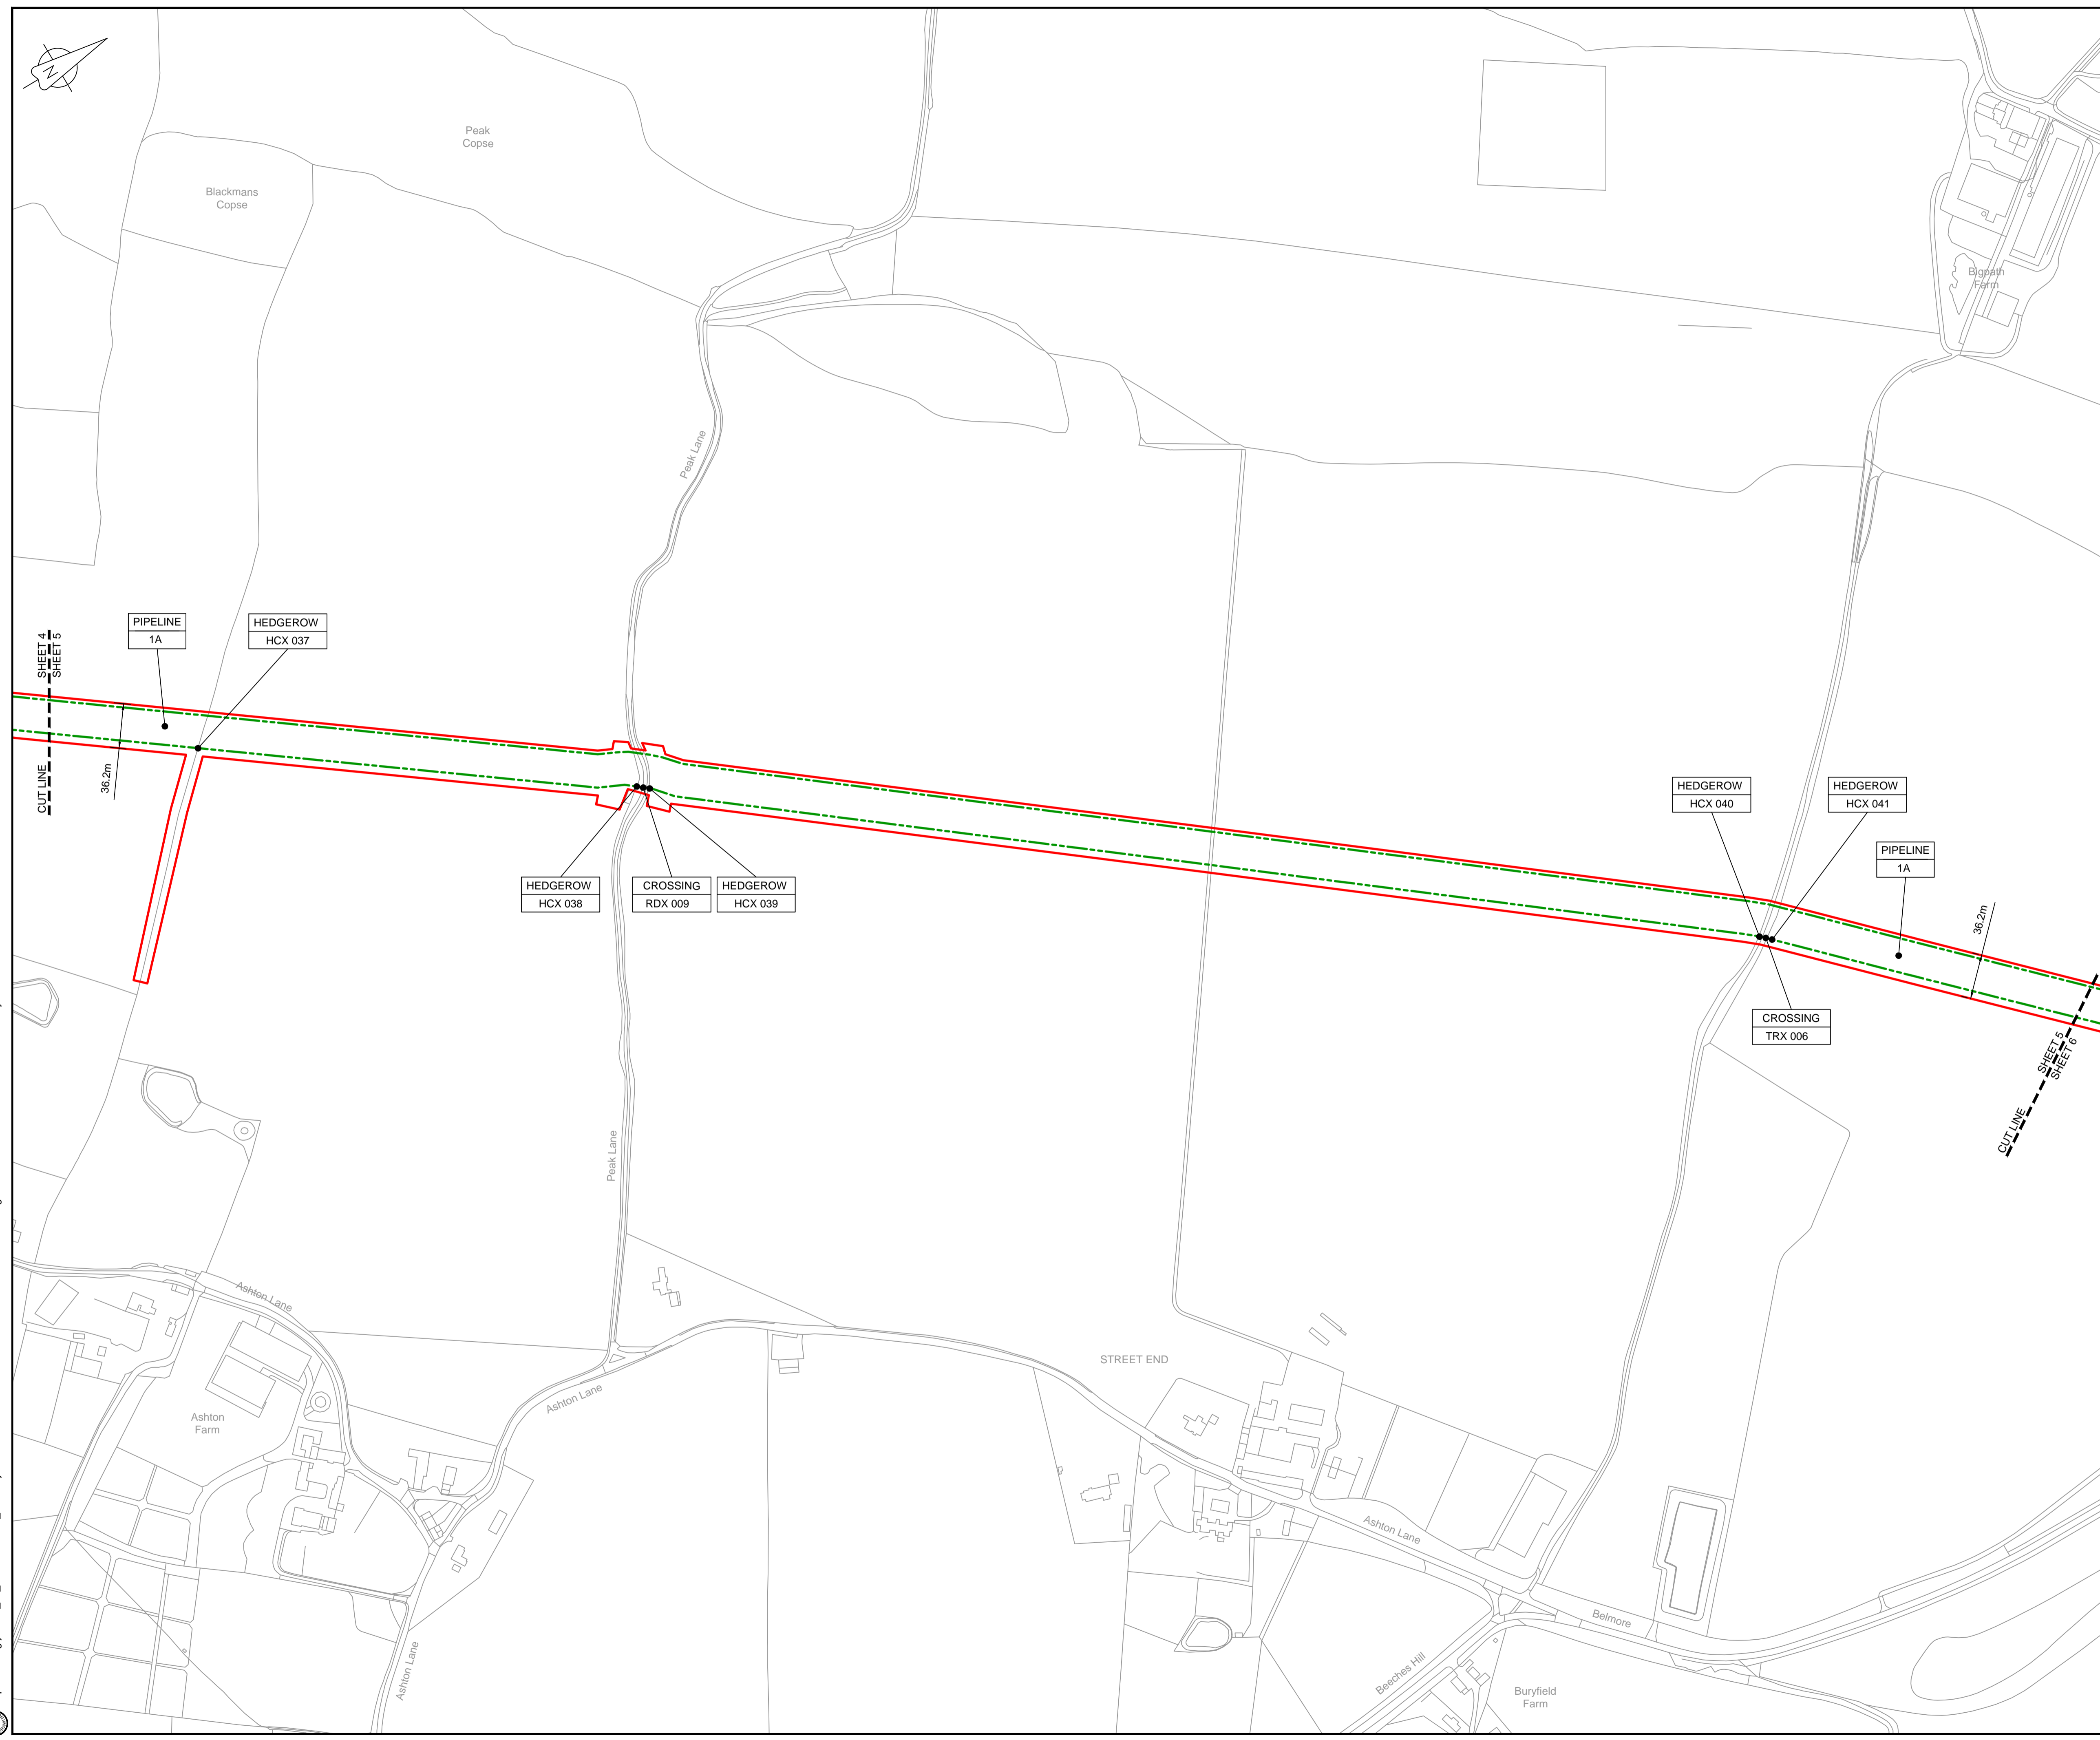 N
Peak
Copse
Blackmans
Copse
Bigpath
Farm
Peak Lane
SHEET 4
SHEET 5
CUT LINE
PIPELINE
1A
HEDGEROW
HCX 037
36.2m
HEDGEROW
HCX 038
CROSSING
RDX 009
HEDGEROW
HCX 039
HEDGEROW
HCX 040
HEDGEROW
HCX 041
PIPELINE
1A
36.2m
CROSSING
TRX 006
SHEET 5
SHEET 6
CUT LINE
Peak Lane
Ashton Lane
STREET END
Ashton Lane
Ashton
Farm
Ashton Lane
Belmore
Ashton Lane
Beeches Hill
Buryfield
Farm